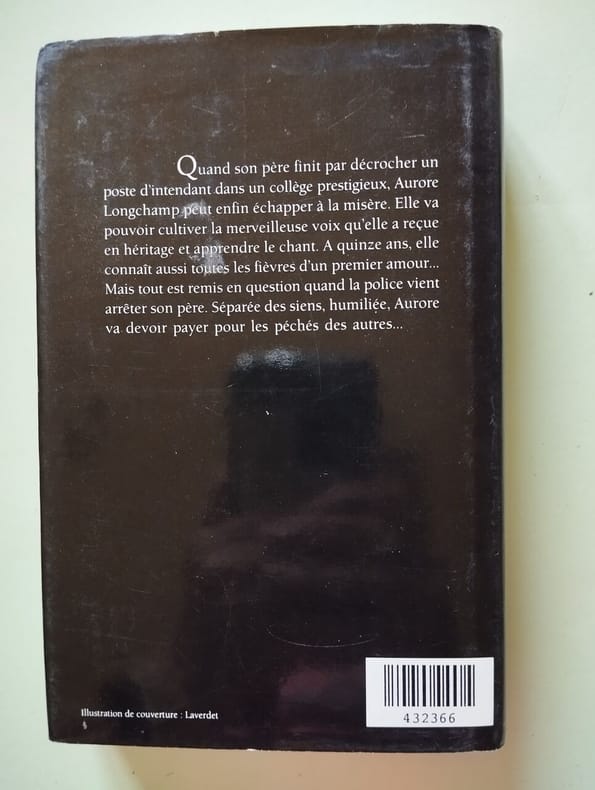 Quand son père finit par décrocher un
poste d'intendant dans un collège prestigieux, Aurore
Longchamp peut enfin échapper à la misère. Elle va
pouvoir cultiver la merveilleuse voix qu'elle a reçue
en héritage et apprendre le chant. A quinze ans, elle
connaît aussi toutes les fièvres d'un premier amour...
Mais tout est remis en question quand la police vient
arrêter son père. Séparée des siens, humiliée, Aurore
va devoir payer pour les péchés des autres...
Illustration de couverture : Laverdet
432366